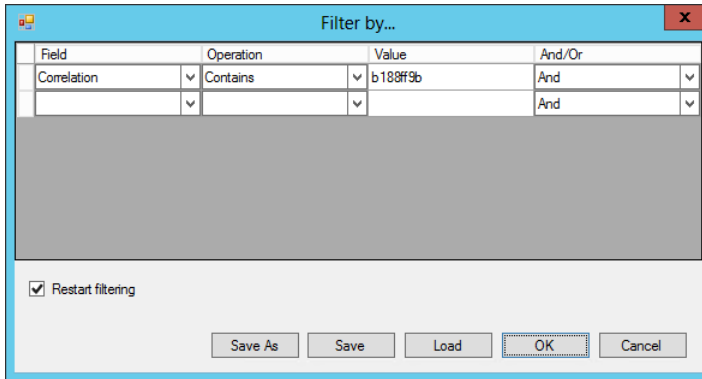 Filter by...
x
Field Operation Value And/Or
Correlation Contains b188ff9b And
And
Restart filtering
Save As Save Load OK Cancel